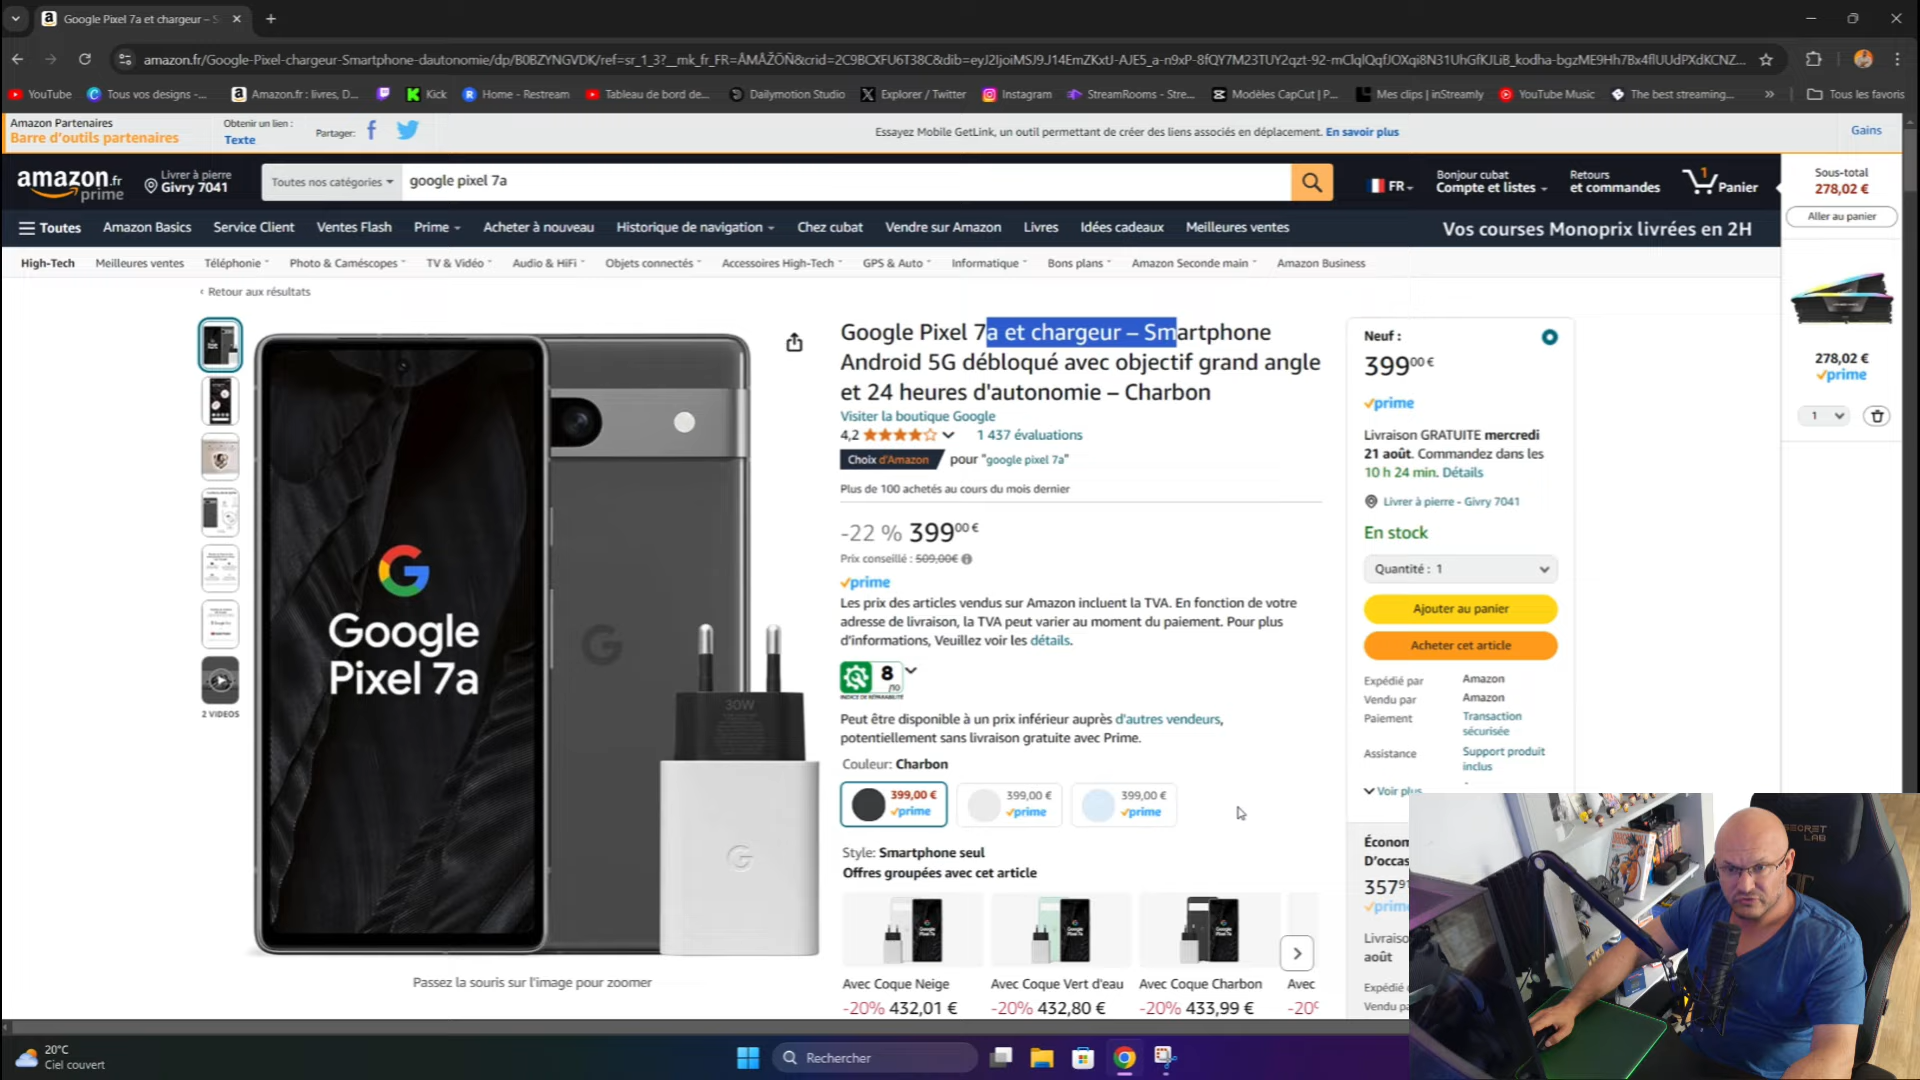 Google Pixel 7a et chargeur – S
amazon.fr/Google-Pixel-chargeur-Smartphone-dautonomie/dp/B0BZYNGVDK/ref=sr_1_3?__mk_fr_FR=ÅMÅŽÕÑ&crid=2C9BCXFU6T38C&dib=
YouTube
Tous vos designs -...
Amazon.fr : livres, D...
Kick
Home - Restream
Tableau de bord de...
Dailymotion Studio
Explorer / Twitter
Instagram
StreamRooms - Stre...
Modèles CapCut | P...
Mes clips | inStreamly
YouTube Music
The best streaming...
Tous les favoris
Amazon Partenaires
Barre d'outils partenaires
Obtenir un lien :
Texte
Partager:
Essayez Mobile GetLink, un outil permettant de créer des liens associés en déplacement. En savoir plus
Gains
amazon.fr
prime
Livrer à pierre
Givry 7041
Toutes nos catégories
google pixel 7a
FR
Bonjour cubat
Compte et listes
Retours
et commandes
1
Panier
Sous-total
278,02 €
Aller au panier
Toutes
Amazon Basics
Service Client
Ventes Flash
Prime
Acheter à nouveau
Historique de navigation
Chez cubat
Vendre sur Amazon
Livres
Idées cadeaux
Meilleures ventes
Vos courses Monoprix livrées en 2H
High-Tech
Meilleures ventes
Téléphonie
Photo & Caméscopes
TV & Vidéo
Audio & HiFi
Objets connectés
Accessoires High-Tech
GPS & Auto
Informatique
Bons plans
Amazon Seconde main
Amazon Business
‹ Retour aux résultats
Google
Pixel 7a
30W
2 VIDEOS
Passez la souris sur l'image pour zoomer
Google Pixel 7a et chargeur – Smartphone
Android 5G débloqué avec objectif grand angle
et 24 heures d'autonomie – Charbon
Visiter la boutique Google
4,2
1 437 évaluations
Choix d'Amazon pour "google pixel 7a"
Plus de 100 achetés au cours du mois dernier
-22 % 399,00 €
Prix conseillé : 509,00€
prime
Les prix des articles vendus sur Amazon incluent la TVA. En fonction de votre
adresse de livraison, la TVA peut varier au moment du paiement. Pour plus
d'informations, Veuillez voir les détails.
8
/10
INDICE DE RÉPARABILITÉ
Peut être disponible à un prix inférieur auprès d'autres vendeurs,
potentiellement sans livraison gratuite avec Prime.
Couleur: Charbon
399,00 €
prime
399,00 €
prime
399,00 €
prime
Style: Smartphone seul
Offres groupées avec cet article
Avec Coque Neige
-20% 432,01 €
Avec Coque Vert d'eau
-20% 432,80 €
Avec Coque Charbon
-20% 433,99 €
Avec
-20%
Neuf :
399,00 €
prime
Livraison GRATUITE mercredi
21 août. Commandez dans les
10 h 24 min. Détails
Livrer à pierre - Givry 7041
En stock
Quantité : 1
Ajouter au panier
Acheter cet article
Expédié par Amazon
Vendu par Amazon
Paiement Transaction
sécurisée
Assistance Support produit
inclus
Voir plus
Économ
D'occas
357
prime
Livraiso
août
Expédié
Vendu p
278,02 €
prime
1
SECRET
LAB
20°C
Ciel couvert
Rechercher